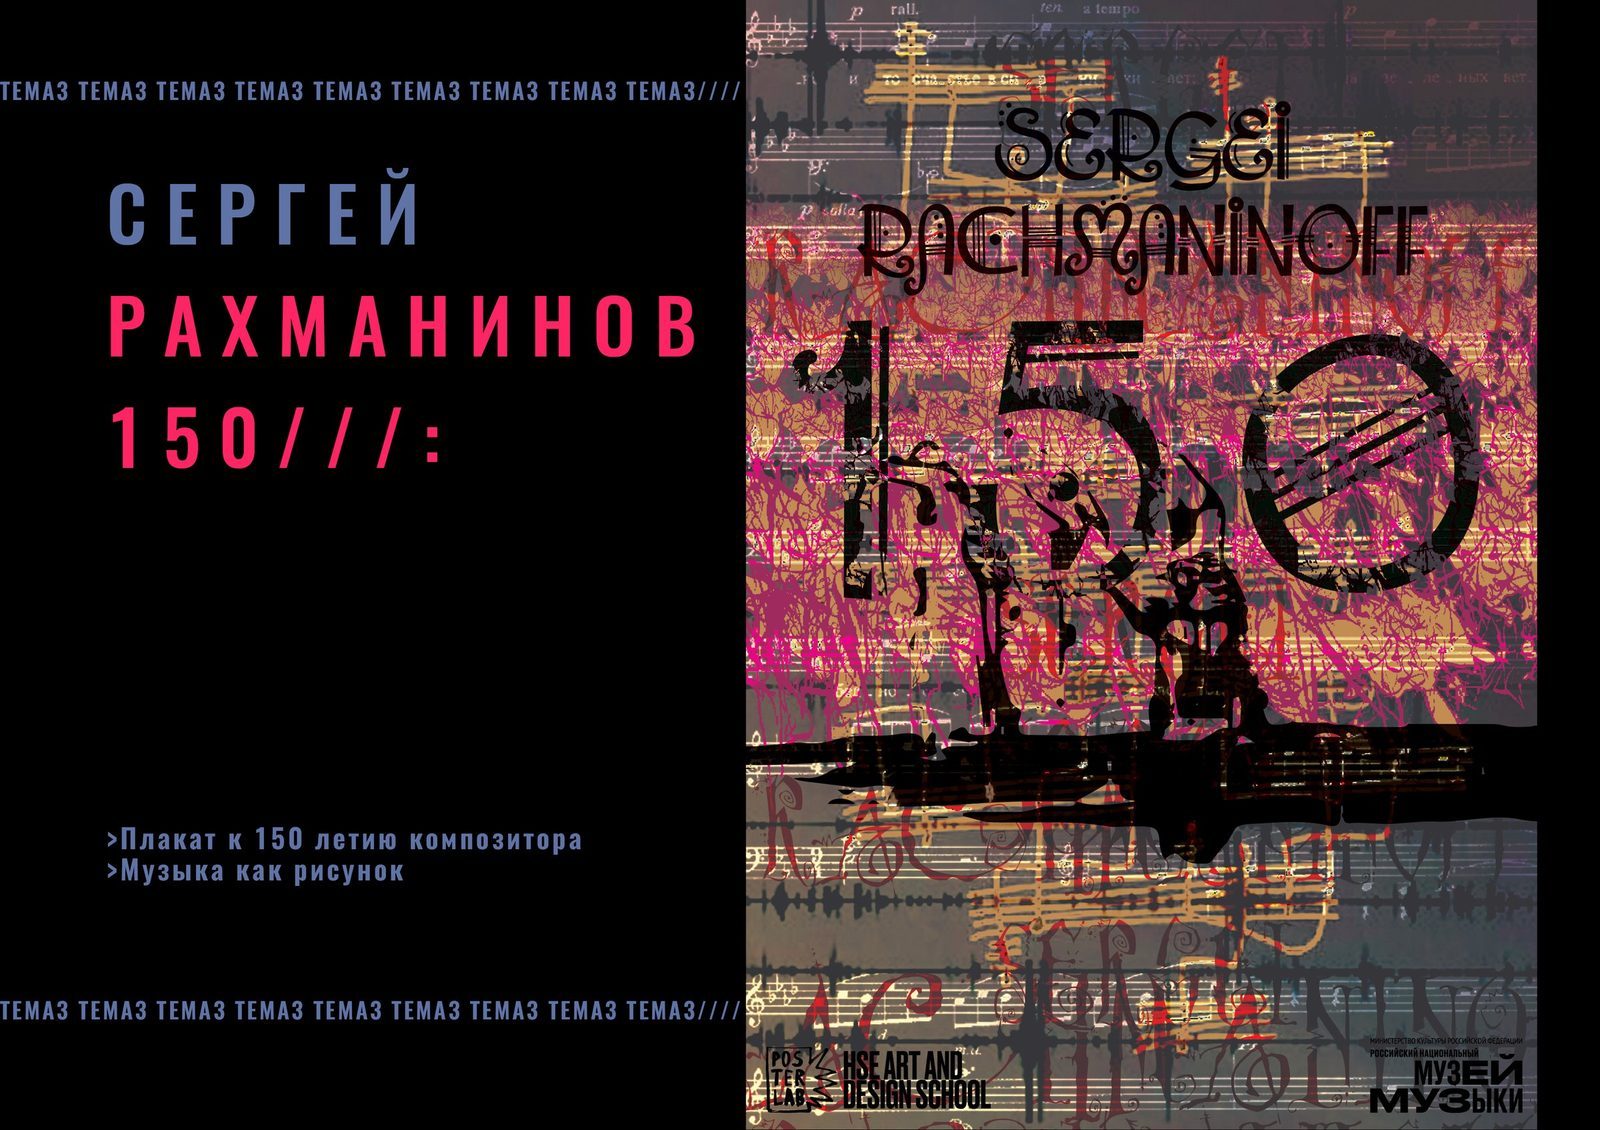 ТЕМА3 ТЕМА3 ТЕМА3 ТЕМА3 ТЕМА3 ТЕМА3 ТЕМА3 ТЕМА3 ТЕМА3////
СЕРГЕЙ
РАХМАНИНОВ
150///:
>Плакат к 150 летию композитора
>Музыка как рисунок
ТЕМА3 ТЕМА3 ТЕМА3 ТЕМА3 ТЕМА3 ТЕМА3 ТЕМА3 ТЕМА3 ТЕМА3////
p rall. ten. a tempo p
SERGEI
RACHMANINOFF
150
POS
TER
LAB
HSE ART AND
DESIGN SCHOOL
МИНИСТЕРСТВО КУЛЬТУРЫ РОССИЙСКОЙ ФЕДЕРАЦИИ
РОССИЙСКИЙ НАЦИОНАЛЬНЫЙ
МУЗЕЙ
МУЗЫКИ